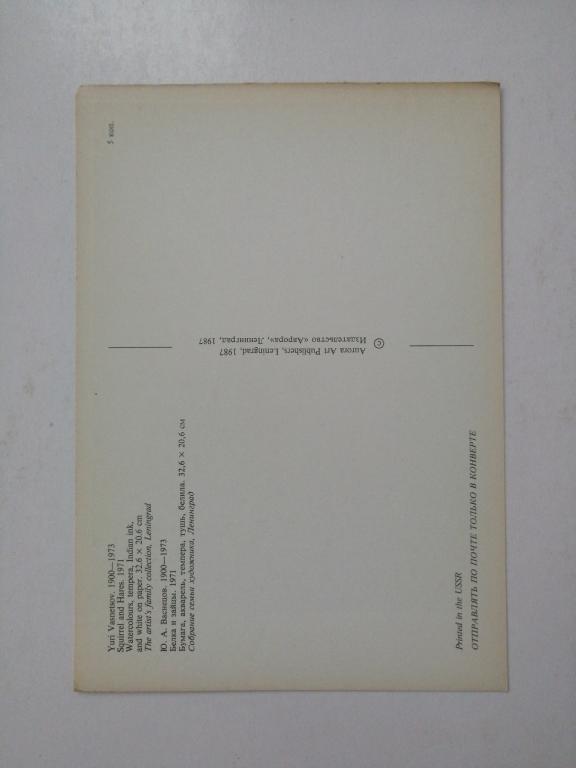 Yuri Vasnetsov. 1900—1973
Squirrel and Hares. 1971
Watercolours, tempera, Indian ink,
and white on paper. 32,6 × 20,6 cm
The artist's family collection, Leningrad
Ю. А. Васнецов. 1900—1973
Белка и зайцы. 1971
Бумага, акварель, темпера, тушь, белила. 32,6 × 20,6 см
Собрание семьи художника, Ленинград
5 коп.
©
Aurora Art Publishers, Leningrad, 1987
Издательство «Аврора», Ленинград, 1987
Printed in the USSR
ОТПРАВЛЯТЬ ПО ПОЧТЕ ТОЛЬКО В КОНВЕРТЕ